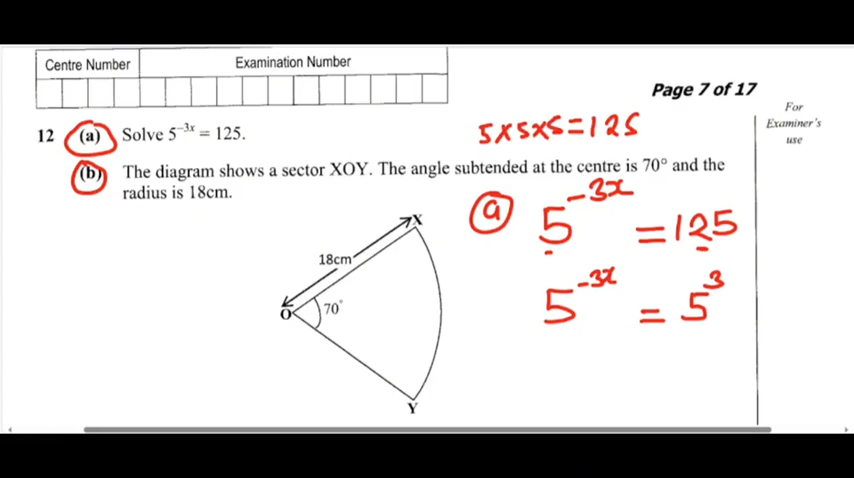 Centre Number Examination Number
Page 7 of 17
For
Examiner's
use
12 (a) Solve 5⁻³ˣ = 125.
5×5×5=125
(b) The diagram shows a sector XOY. The angle subtended at the centre is 70° and the
radius is 18cm.
(a) 5⁻³ˣ = 125
5⁻³ˣ = 5³
X
18cm
O 70°
Y